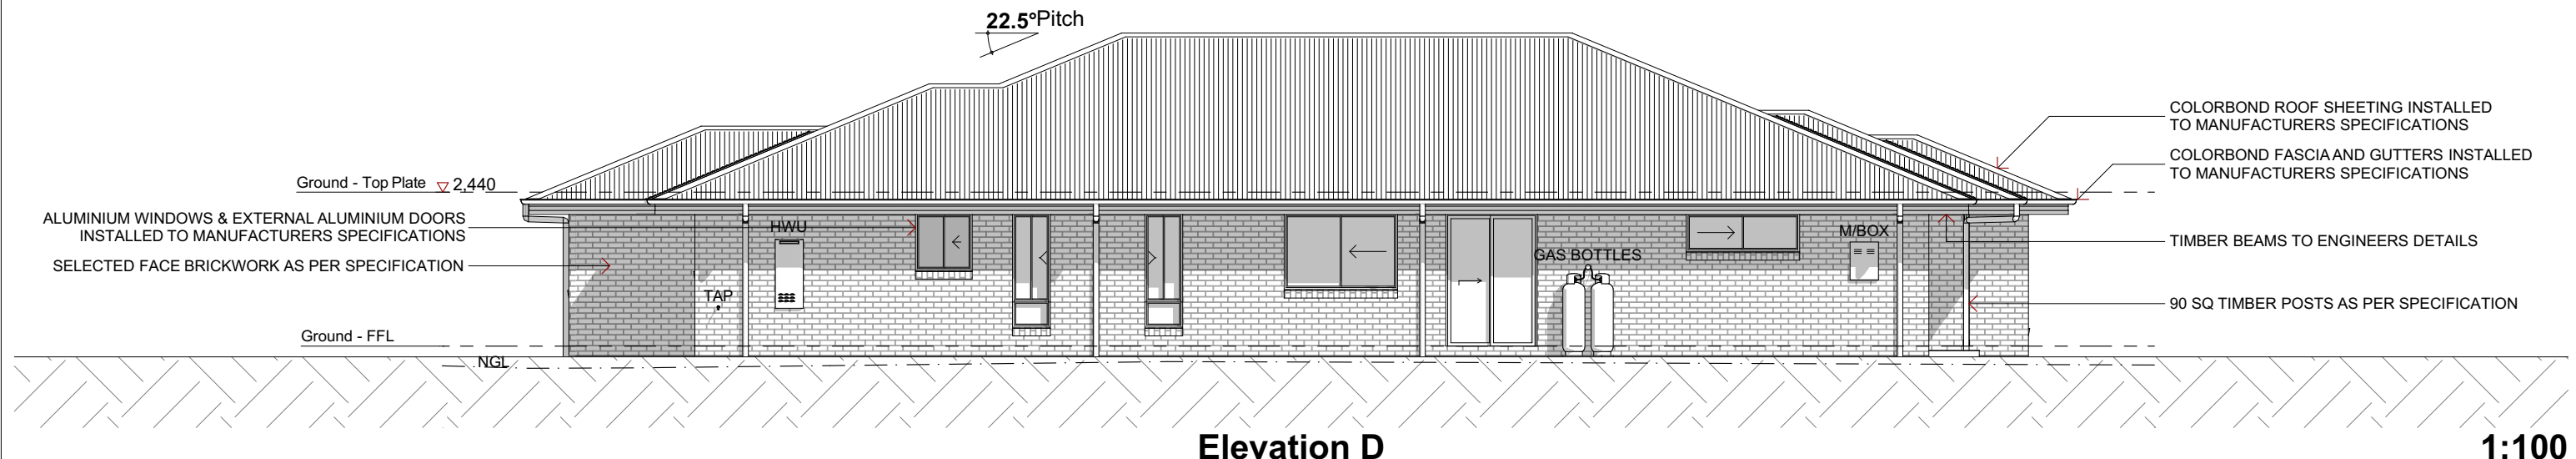 22.5°Pitch
COLORBOND ROOF SHEETING INSTALLED
TO MANUFACTURERS SPECIFICATIONS
COLORBOND FASCIA AND GUTTERS INSTALLED
TO MANUFACTURERS SPECIFICATIONS
Ground - Top Plate 2,440
ALUMINIUM WINDOWS & EXTERNAL ALUMINIUM DOORS
INSTALLED TO MANUFACTURERS SPECIFICATIONS
HWU
M/BOX
TIMBER BEAMS TO ENGINEERS DETAILS
GAS BOTTLES
SELECTED FACE BRICKWORK AS PER SPECIFICATION
TAP
90 SQ TIMBER POSTS AS PER SPECIFICATION
Ground - FFL
NGL
Elevation D
1:100